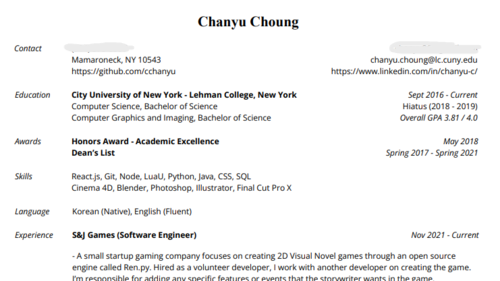 Chanyu Choung
Contact
Mamaroneck, NY 10543 chanyu.choung@lc.cuny.edu
https://github.com/cchanyu https://www.linkedin.com/in/chanyu-c/
Education City University of New York - Lehman College, New York Sept 2016 - Current
Computer Science, Bachelor of Science Hiatus (2018 - 2019)
Computer Graphics and Imaging, Bachelor of Science Overall GPA 3.81 / 4.0
Awards Honors Award - Academic Excellence May 2018
Dean's List Spring 2017 - Spring 2021
Skills React.js, Git, Node, LuaU, Python, Java, CSS, SQL
Cinema 4D, Blender, Photoshop, Illustrator, Final Cut Pro X
Language Korean (Native), English (Fluent)
Experience S&J Games (Software Engineer) Nov 2021 - Current
- A small startup gaming company focuses on creating 2D Visual Novel games through an open source
engine called Ren.py. Hired as a volunteer developer, I work with another developer on creating the game.
I'm responsible for adding any specific features or events that the storywriter wants in the game.